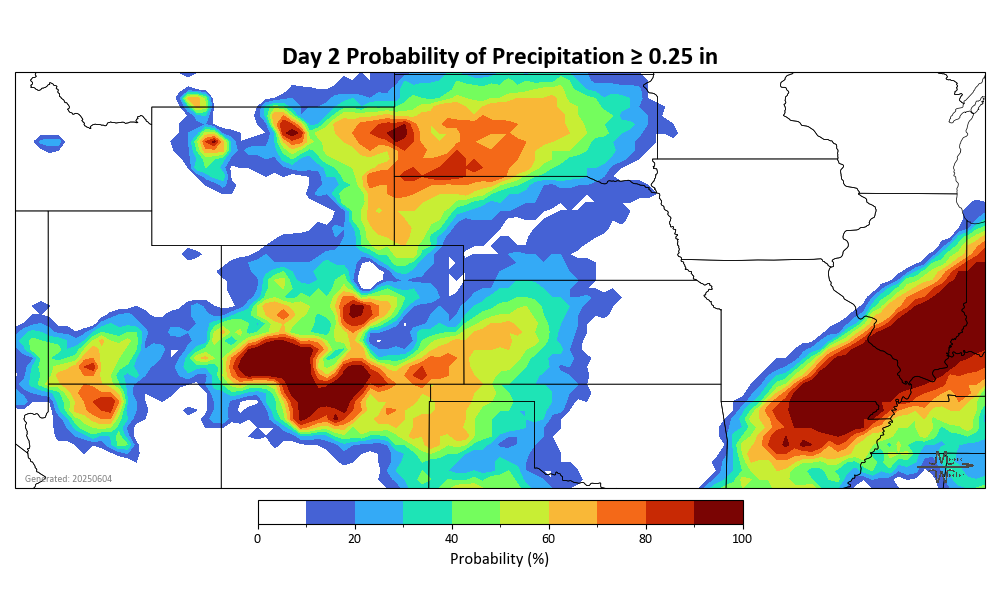 Day 2 Probability of Precipitation ≥ 0.25 in
Generated: 20250604
0 20 40 60 80 100
Probability (%)